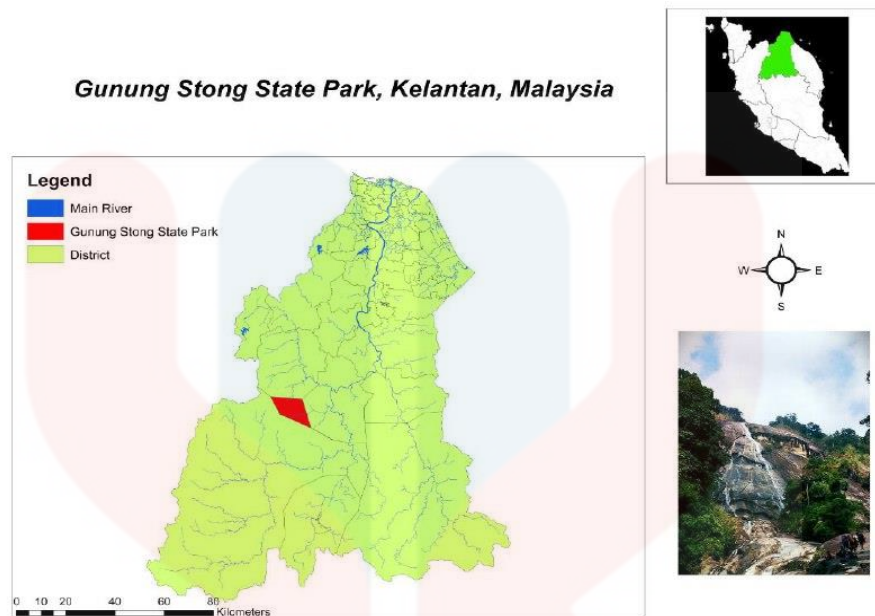 Gunung Stong State Park, Kelantan, Malaysia
Legend
Main River
Gunung Stong State Park
District
N
W E
S
0 5 10 20 40 60 80
Kilometers